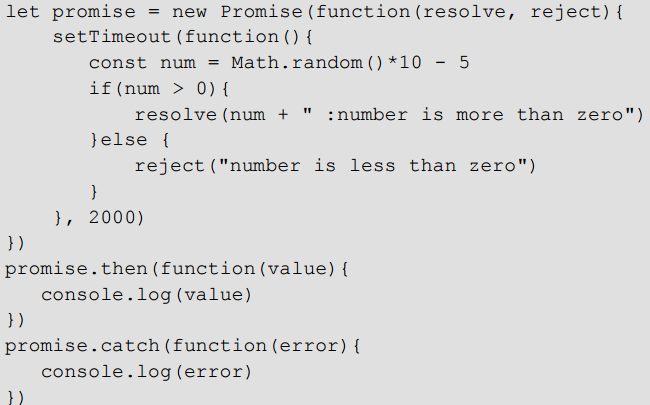 let promise = new Promise(function(resolve, reject){
    setTimeout(function(){
       const num = Math.random()*10 - 5
       if(num > 0){
           resolve(num + " :number is more than zero")
       }else {
           reject("number is less than zero")
       }
    }, 2000)
})
promise.then(function(value){
   console.log(value)
})
promise.catch(function(error){
   console.log(error)
})